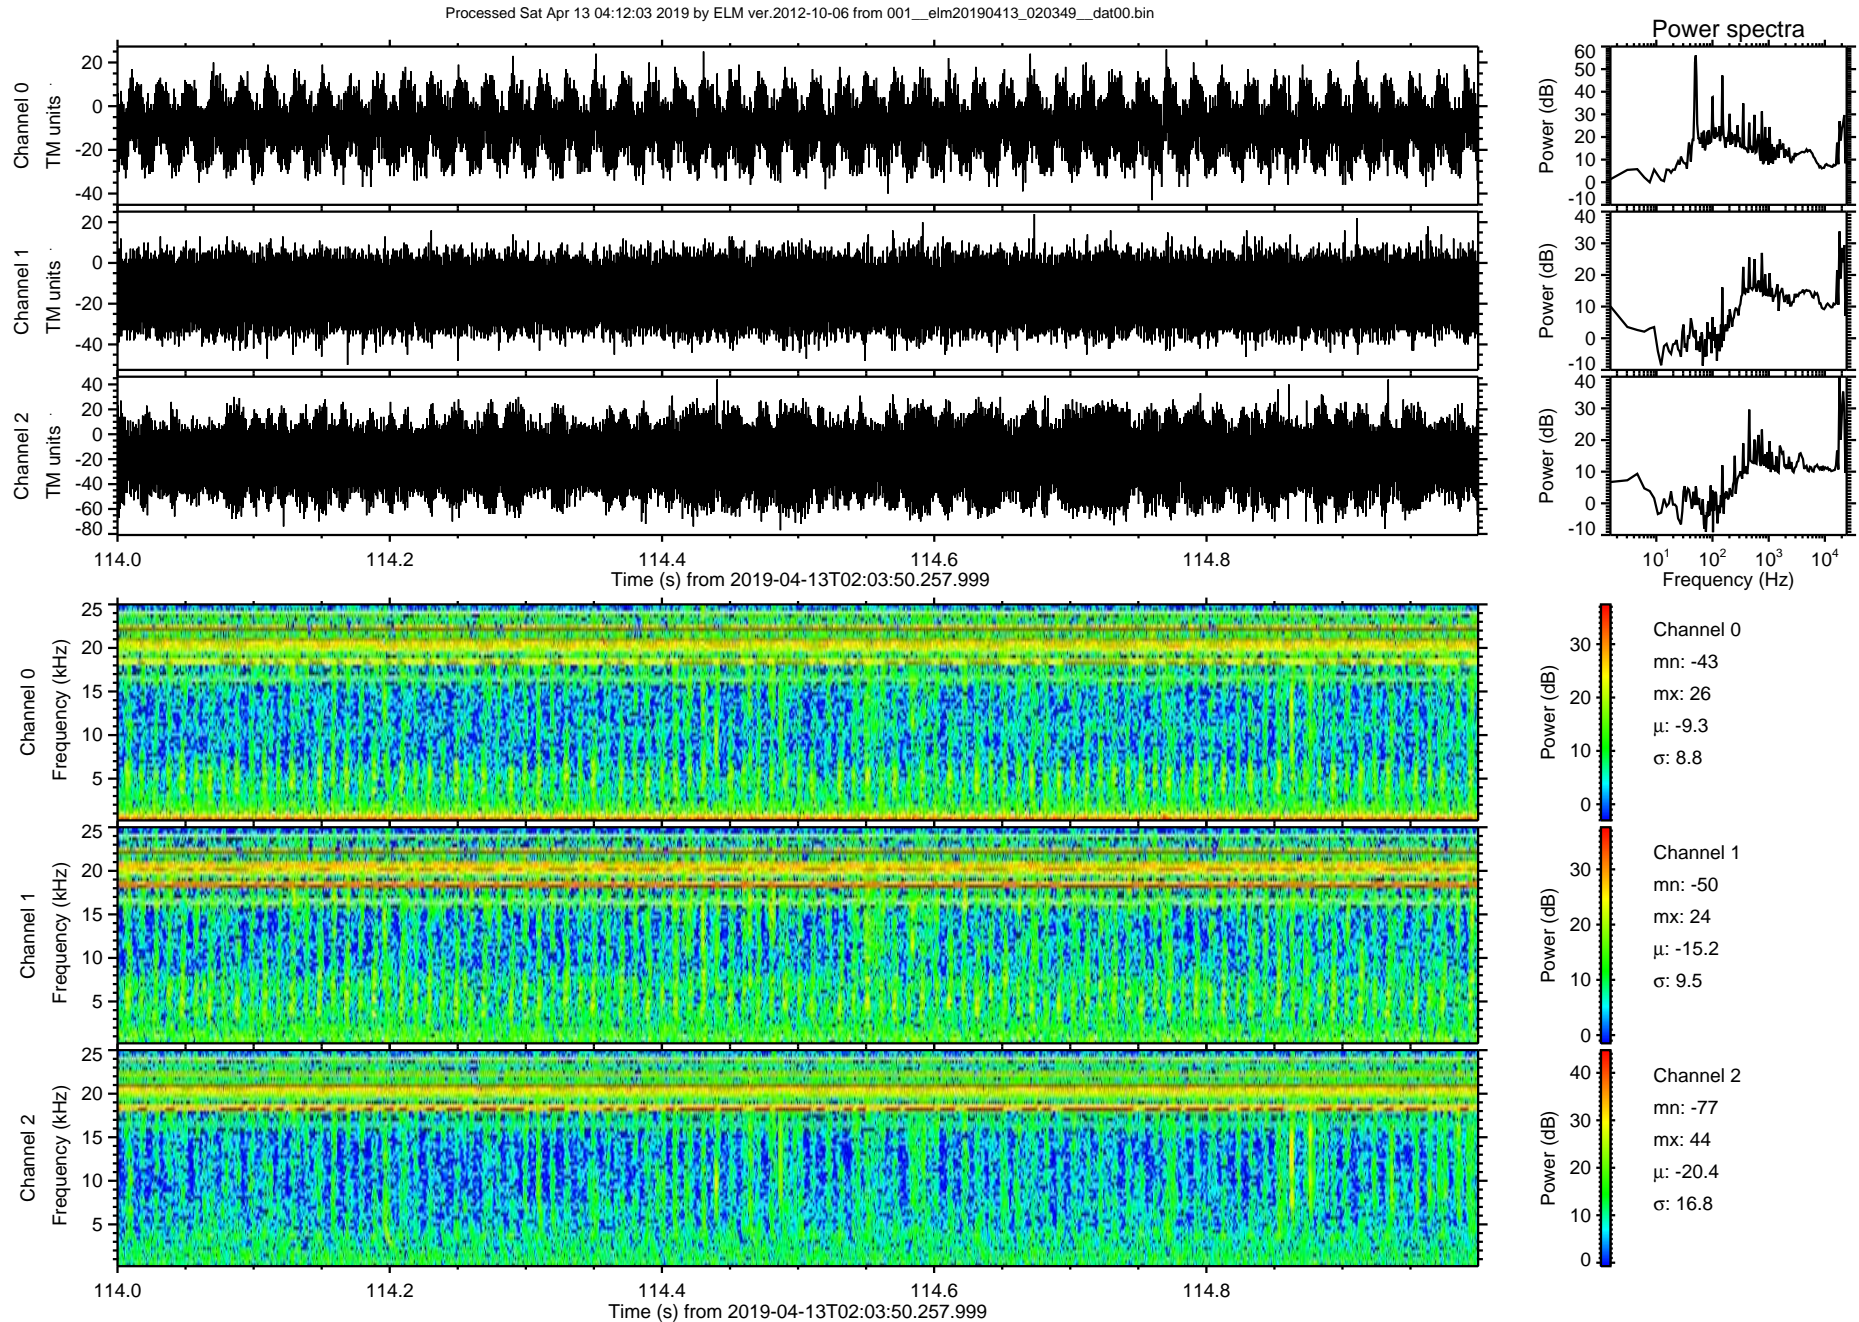 Processed Sat Apr 13 04:12:03 2019 by ELM ver.2012-10-06 from 001__elm20190413_020349__dat00.bin
Power spectra
Channel 0
TM units
20
0
-20
-40
Power (dB)
60
50
40
30
20
10
0
-10
Channel 1
TM units
20
0
-20
-40
Power (dB)
40
30
20
10
0
-10
Channel 2
TM units
40
20
0
-20
-40
-60
-80
Power (dB)
40
30
20
10
0
-10
114.0 114.2 114.4 114.6 114.8
Time (s) from 2019-04-13T02:03:50.257.999
10^1 10^2 10^3 10^4
Frequency (Hz)
Channel 0
Frequency (kHz)
25
20
15
10
5
Power (dB)
30
20
10
0
Channel 0
mn: -43
mx: 26
μ: -9.3
σ: 8.8
Channel 1
Frequency (kHz)
25
20
15
10
5
Power (dB)
30
20
10
0
Channel 1
mn: -50
mx: 24
μ: -15.2
σ: 9.5
Channel 2
Frequency (kHz)
25
20
15
10
5
Power (dB)
40
30
20
10
0
Channel 2
mn: -77
mx: 44
μ: -20.4
σ: 16.8
114.0 114.2 114.4 114.6 114.8
Time (s) from 2019-04-13T02:03:50.257.999